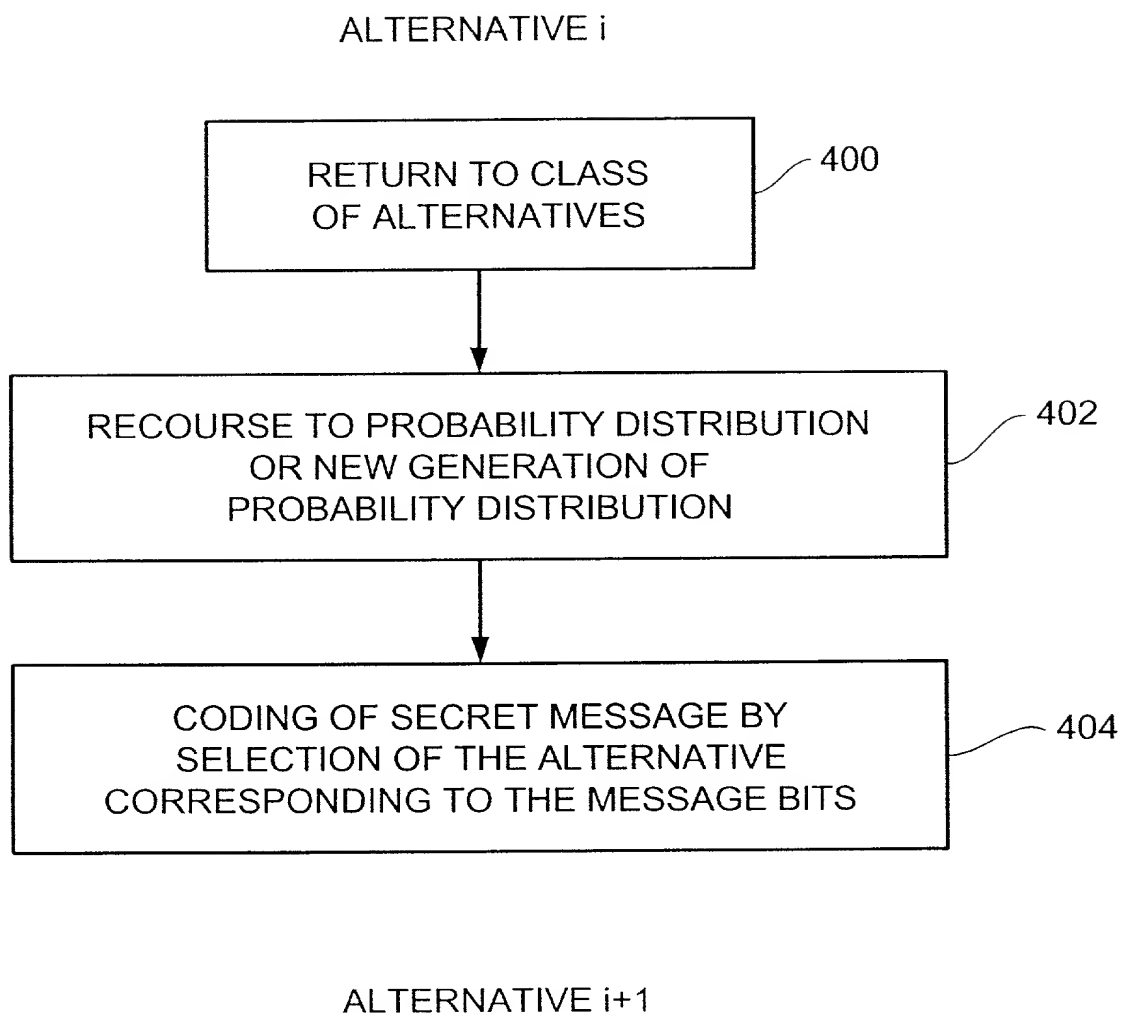 ALTERNATIVE i
RETURN TO CLASS
OF ALTERNATIVES
400
RECOURSE TO PROBABILITY DISTRIBUTION
OR NEW GENERATION OF
PROBABILITY DISTRIBUTION
402
CODING OF SECRET MESSAGE BY
SELECTION OF THE ALTERNATIVE
CORRESPONDING TO THE MESSAGE BITS
404
ALTERNATIVE i+1